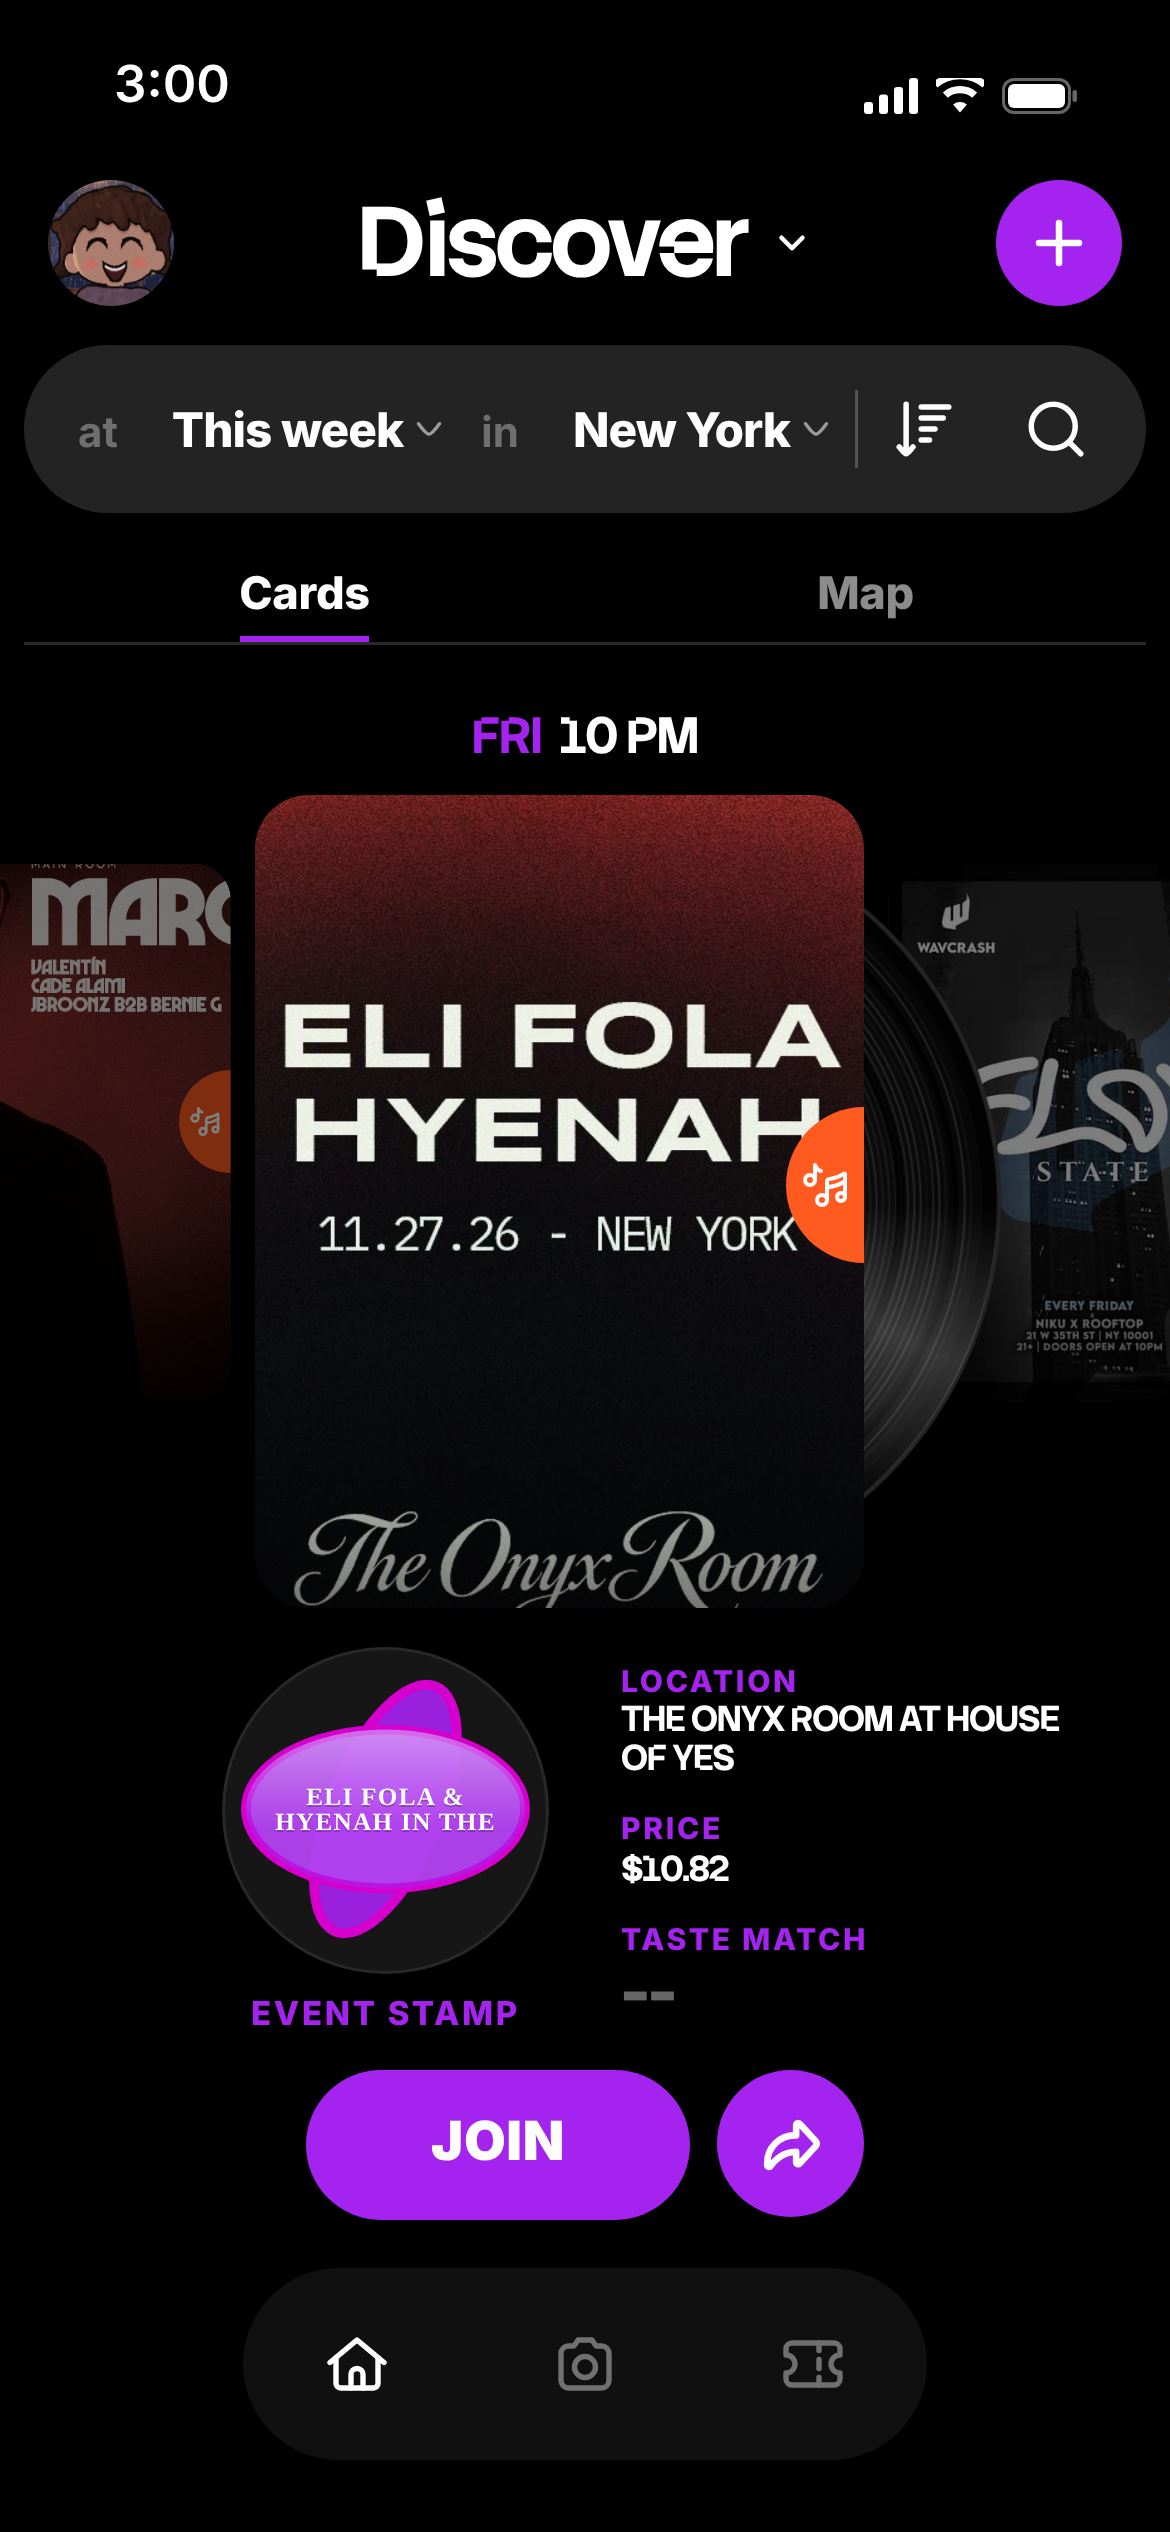 3:00
Discover
at This week in New York
Cards Map
FRI 10 PM
MAIN ROOM
VALENTÍN
CADE ALAMI
JBROONZ B2B BERNIE G
ELI FOLA
HYENAH
11.27.26 - NEW YORK
The Onyx Room
WAVCRASH
STATE
EVERY FRIDAY
NIKU X ROOFTOP
21 W 35TH ST | NY 10001
21+ | DOORS OPEN AT 10PM
ELI FOLA &
HYENAH IN THE
EVENT STAMP
LOCATION
THE ONYX ROOM AT HOUSE
OF YES
PRICE
$10.82
TASTE MATCH
--
JOIN